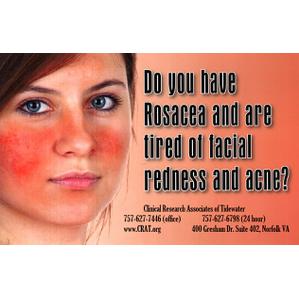 Do you have
Rosacea and are
tired of facial
redness and acne?
Clinical Research Associates of Tidewater
757-627-7446 (office) 757-627-6798 (24 hour)
www.CRAT.org 400 Gresham Dr. Suite 402, Norfolk VA